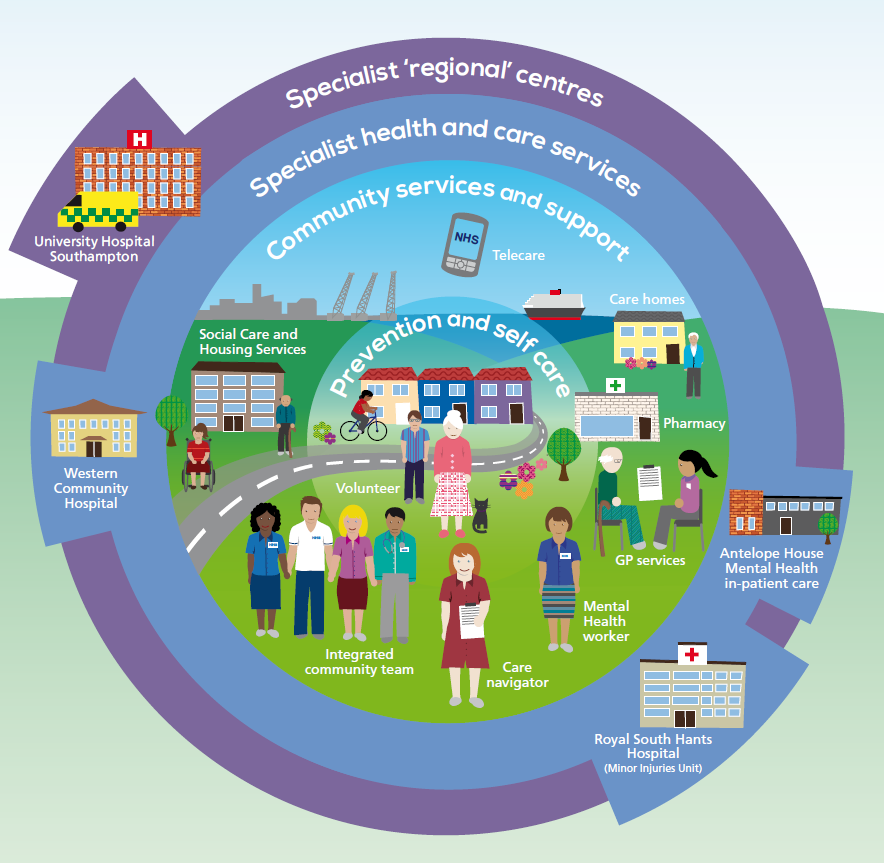 Specialist ‘regional’ centres
Specialist health and care services
Community services and support
Prevention and self care
H
University Hospital
Southampton
NHS
Telecare
Care homes
Social Care and
Housing Services
Pharmacy
Western
Community
Hospital
Volunteer
GP services
Antelope House
Mental Health
in-patient care
Mental
Health
worker
Integrated
community team
Care
navigator
Royal South Hants
Hospital
(Minor Injuries Unit)